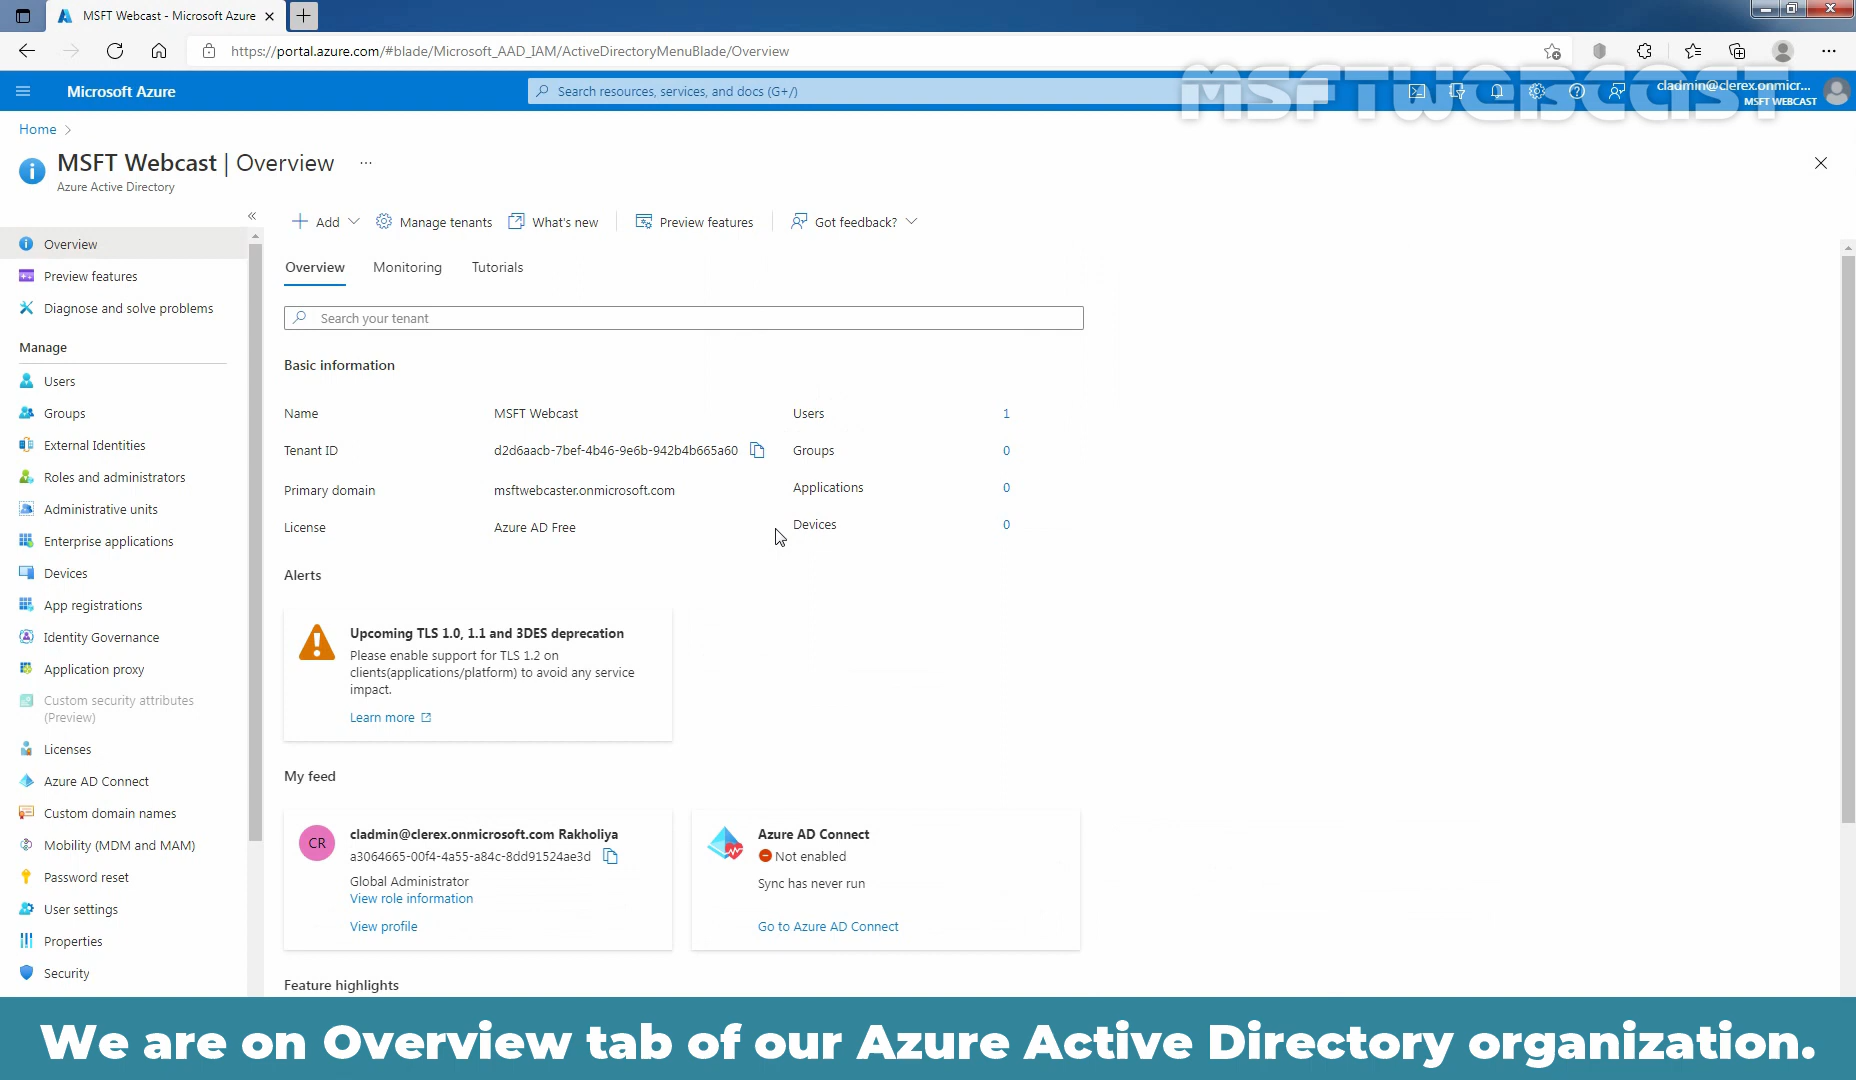 MSFT Webcast - Microsoft Azure
https://portal.azure.com/#blade/Microsoft_AAD_IAM/ActiveDirectoryMenuBlade/Overview
MSFTWEBCAST
Microsoft Azure
Search resources, services, and docs (G+/)
cladmin@clerex.onmicr...
MSFT WEBCAST
Home
MSFT Webcast | Overview ...
Azure Active Directory
Add
Manage tenants
What's new
Preview features
Got feedback?
Overview
Preview features
Diagnose and solve problems
Manage
Users
Groups
External Identities
Roles and administrators
Administrative units
Enterprise applications
Devices
App registrations
Identity Governance
Application proxy
Custom security attributes
(Preview)
Licenses
Azure AD Connect
Custom domain names
Mobility (MDM and MAM)
Password reset
User settings
Properties
Security
Overview Monitoring Tutorials
Search your tenant
Basic information
Name MSFT Webcast Users 1
Tenant ID d2d6aacb-7bef-4b46-9e6b-942b4b665a60 Groups 0
Primary domain msftwebcaster.onmicrosoft.com Applications 0
License Azure AD Free Devices 0
Alerts
Upcoming TLS 1.0, 1.1 and 3DES deprecation
Please enable support for TLS 1.2 on
clients(applications/platform) to avoid any service
impact.
Learn more
My feed
CR
cladmin@clerex.onmicrosoft.com Rakholiya
a3064665-00f4-4a55-a84c-8dd91524ae3d
Global Administrator
View role information
View profile
Azure AD Connect
Not enabled
Sync has never run
Go to Azure AD Connect
Feature highlights
We are on Overview tab of our Azure Active Directory organization.